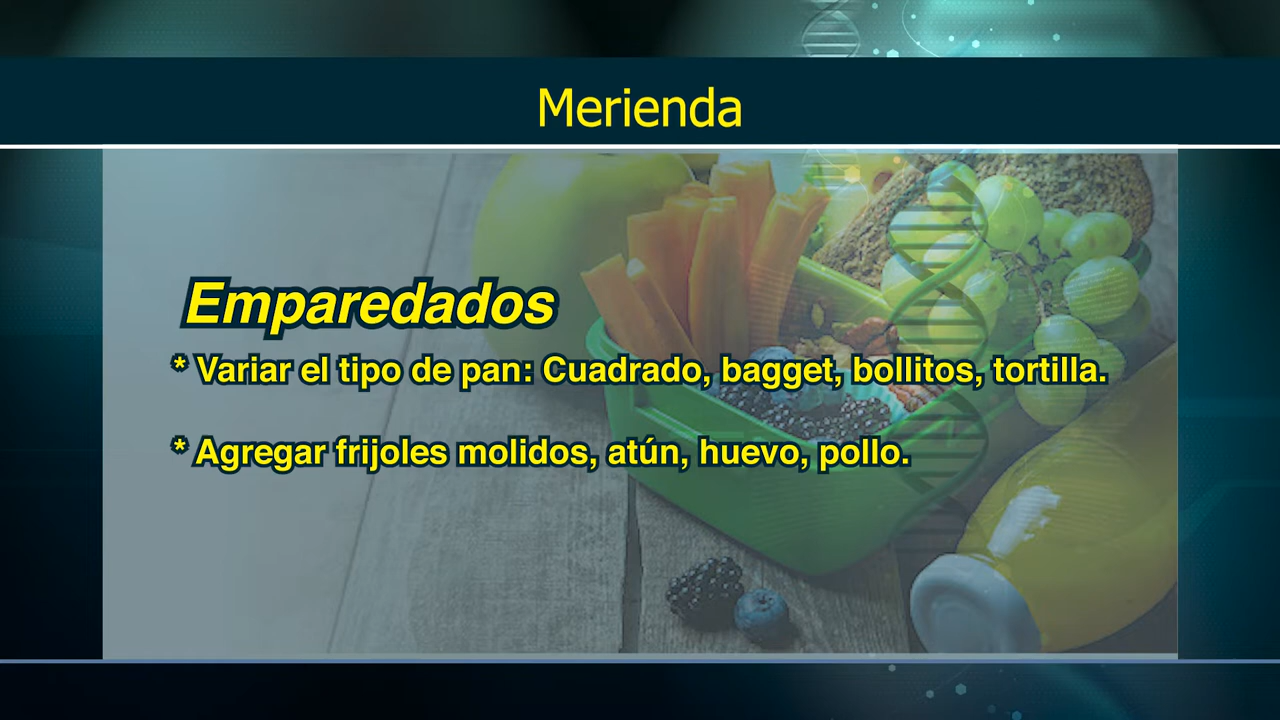 Merienda
Emparedados
* Variar el tipo de pan: Cuadrado, bagget, bollitos, tortilla.
* Agregar frijoles molidos, atún, huevo, pollo.